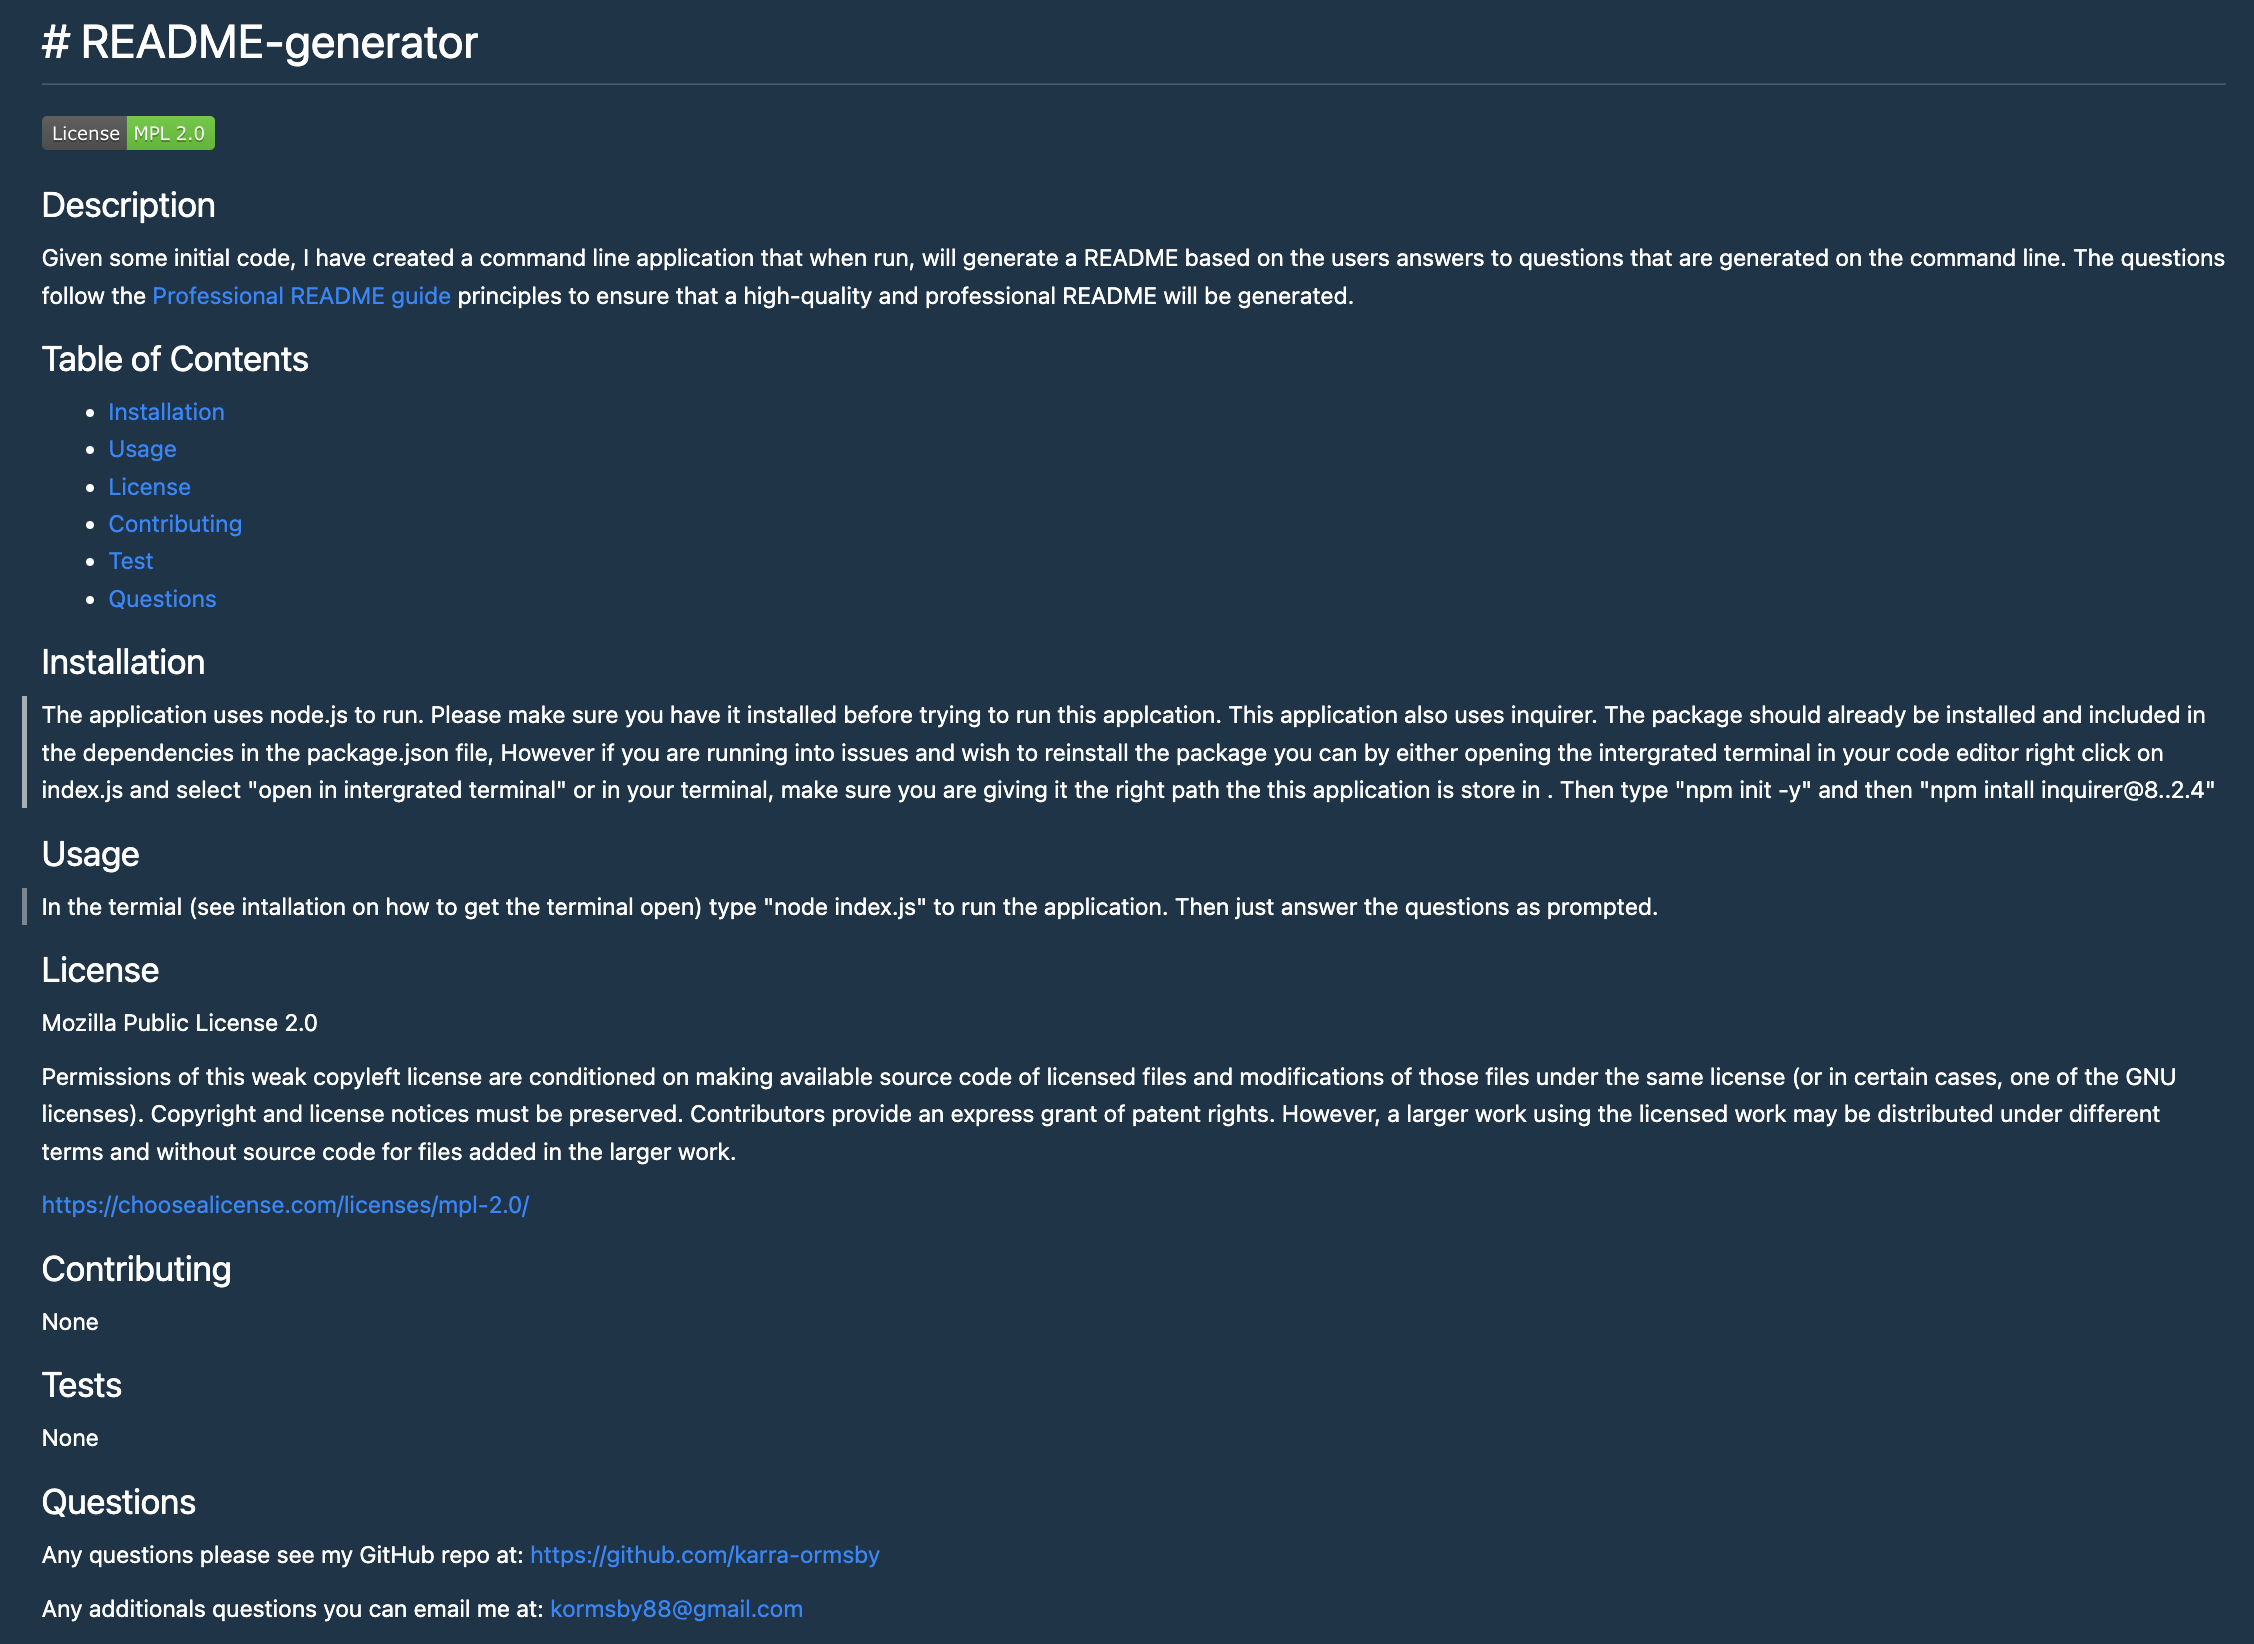 # README-generator
License MPL 2.0
Description
Given some initial code, I have created a command line application that when run, will generate a README based on the users answers to questions that are generated on the command line. The questions
follow the Professional README guide principles to ensure that a high-quality and professional README will be generated.
Table of Contents
• Installation
• Usage
• License
• Contributing
• Test
• Questions
Installation
The application uses node.js to run. Please make sure you have it installed before trying to run this applcation. This application also uses inquirer. The package should already be installed and included in
the dependencies in the package.json file, However if you are running into issues and wish to reinstall the package you can by either opening the intergrated terminal in your code editor right click on
index.js and select "open in intergrated terminal" or in your terminal, make sure you are giving it the right path the this application is store in . Then type "npm init -y" and then "npm intall inquirer@8..2.4"
Usage
In the termial (see intallation on how to get the terminal open) type "node index.js" to run the application. Then just answer the questions as prompted.
License
Mozilla Public License 2.0
Permissions of this weak copyleft license are conditioned on making available source code of licensed files and modifications of those files under the same license (or in certain cases, one of the GNU
licenses). Copyright and license notices must be preserved. Contributors provide an express grant of patent rights. However, a larger work using the licensed work may be distributed under different
terms and without source code for files added in the larger work.
https://choosealicense.com/licenses/mpl-2.0/
Contributing
None
Tests
None
Questions
Any questions please see my GitHub repo at: https://github.com/karra-ormsby
Any additionals questions you can email me at: kormsby88@gmail.com